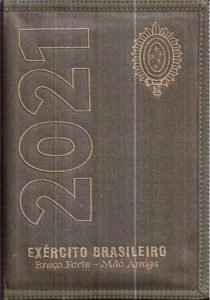 2021
EXÉRCITO BRASILEIRO
Braço Forte - Mão Amiga